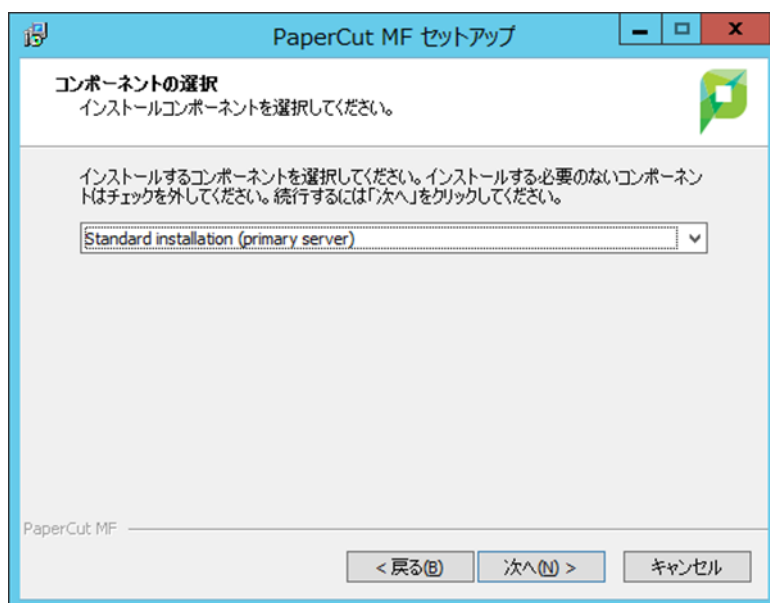 PaperCut MF セットアップ
コンポーネントの選択
インストールコンポーネントを選択してください。
インストールするコンポーネントを選択してください。インストールする必要のないコンポーネン
トはチェックを外してください。続行するには「次へ」をクリックしてください。
Standard installation (primary server)
PaperCut MF
< 戻る(B)
次へ(N) >
キャンセル